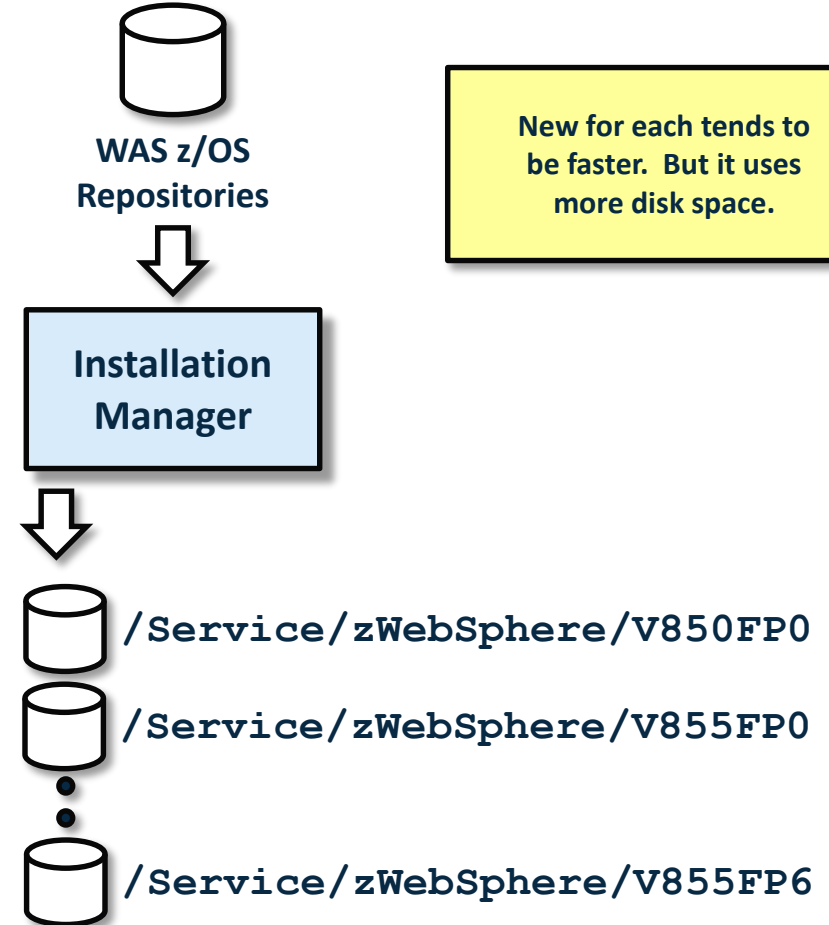 WAS z/OS
Repositories
New for each tends to
be faster. But it uses
more disk space.
Installation
Manager
/Service/zWebSphere/V850FP0
/Service/zWebSphere/V855FP0
/Service/zWebSphere/V855FP6